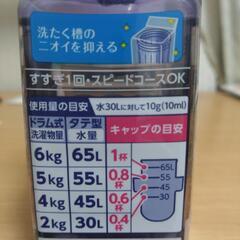 洗たく槽の
ニオイを抑える
すすぎ1回・スピードコースOK
使用量の目安 水30Lに対して10g(10ml)
ドラム式 タテ型 キャップの目安
洗濯物量 水量
6kg 65L 1杯
5kg 55L 0.8杯
4kg 45L 0.6杯
2kg 30L 0.4杯
65L
55
45
30